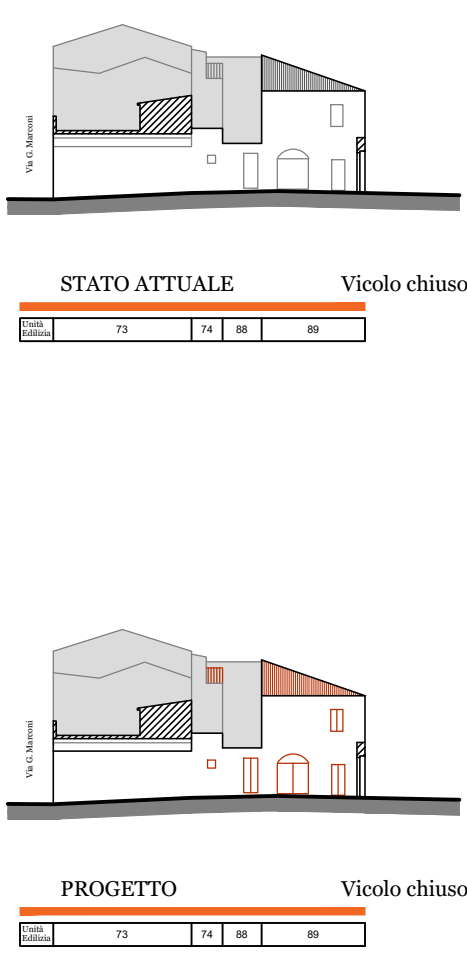 Via G. Marconi
STATO ATTUALE Vicolo chiuso
Unità
Edilizia 73 74 88 89
Via G. Marconi
PROGETTO Vicolo chiuso
Unità
Edilizia 73 74 88 89